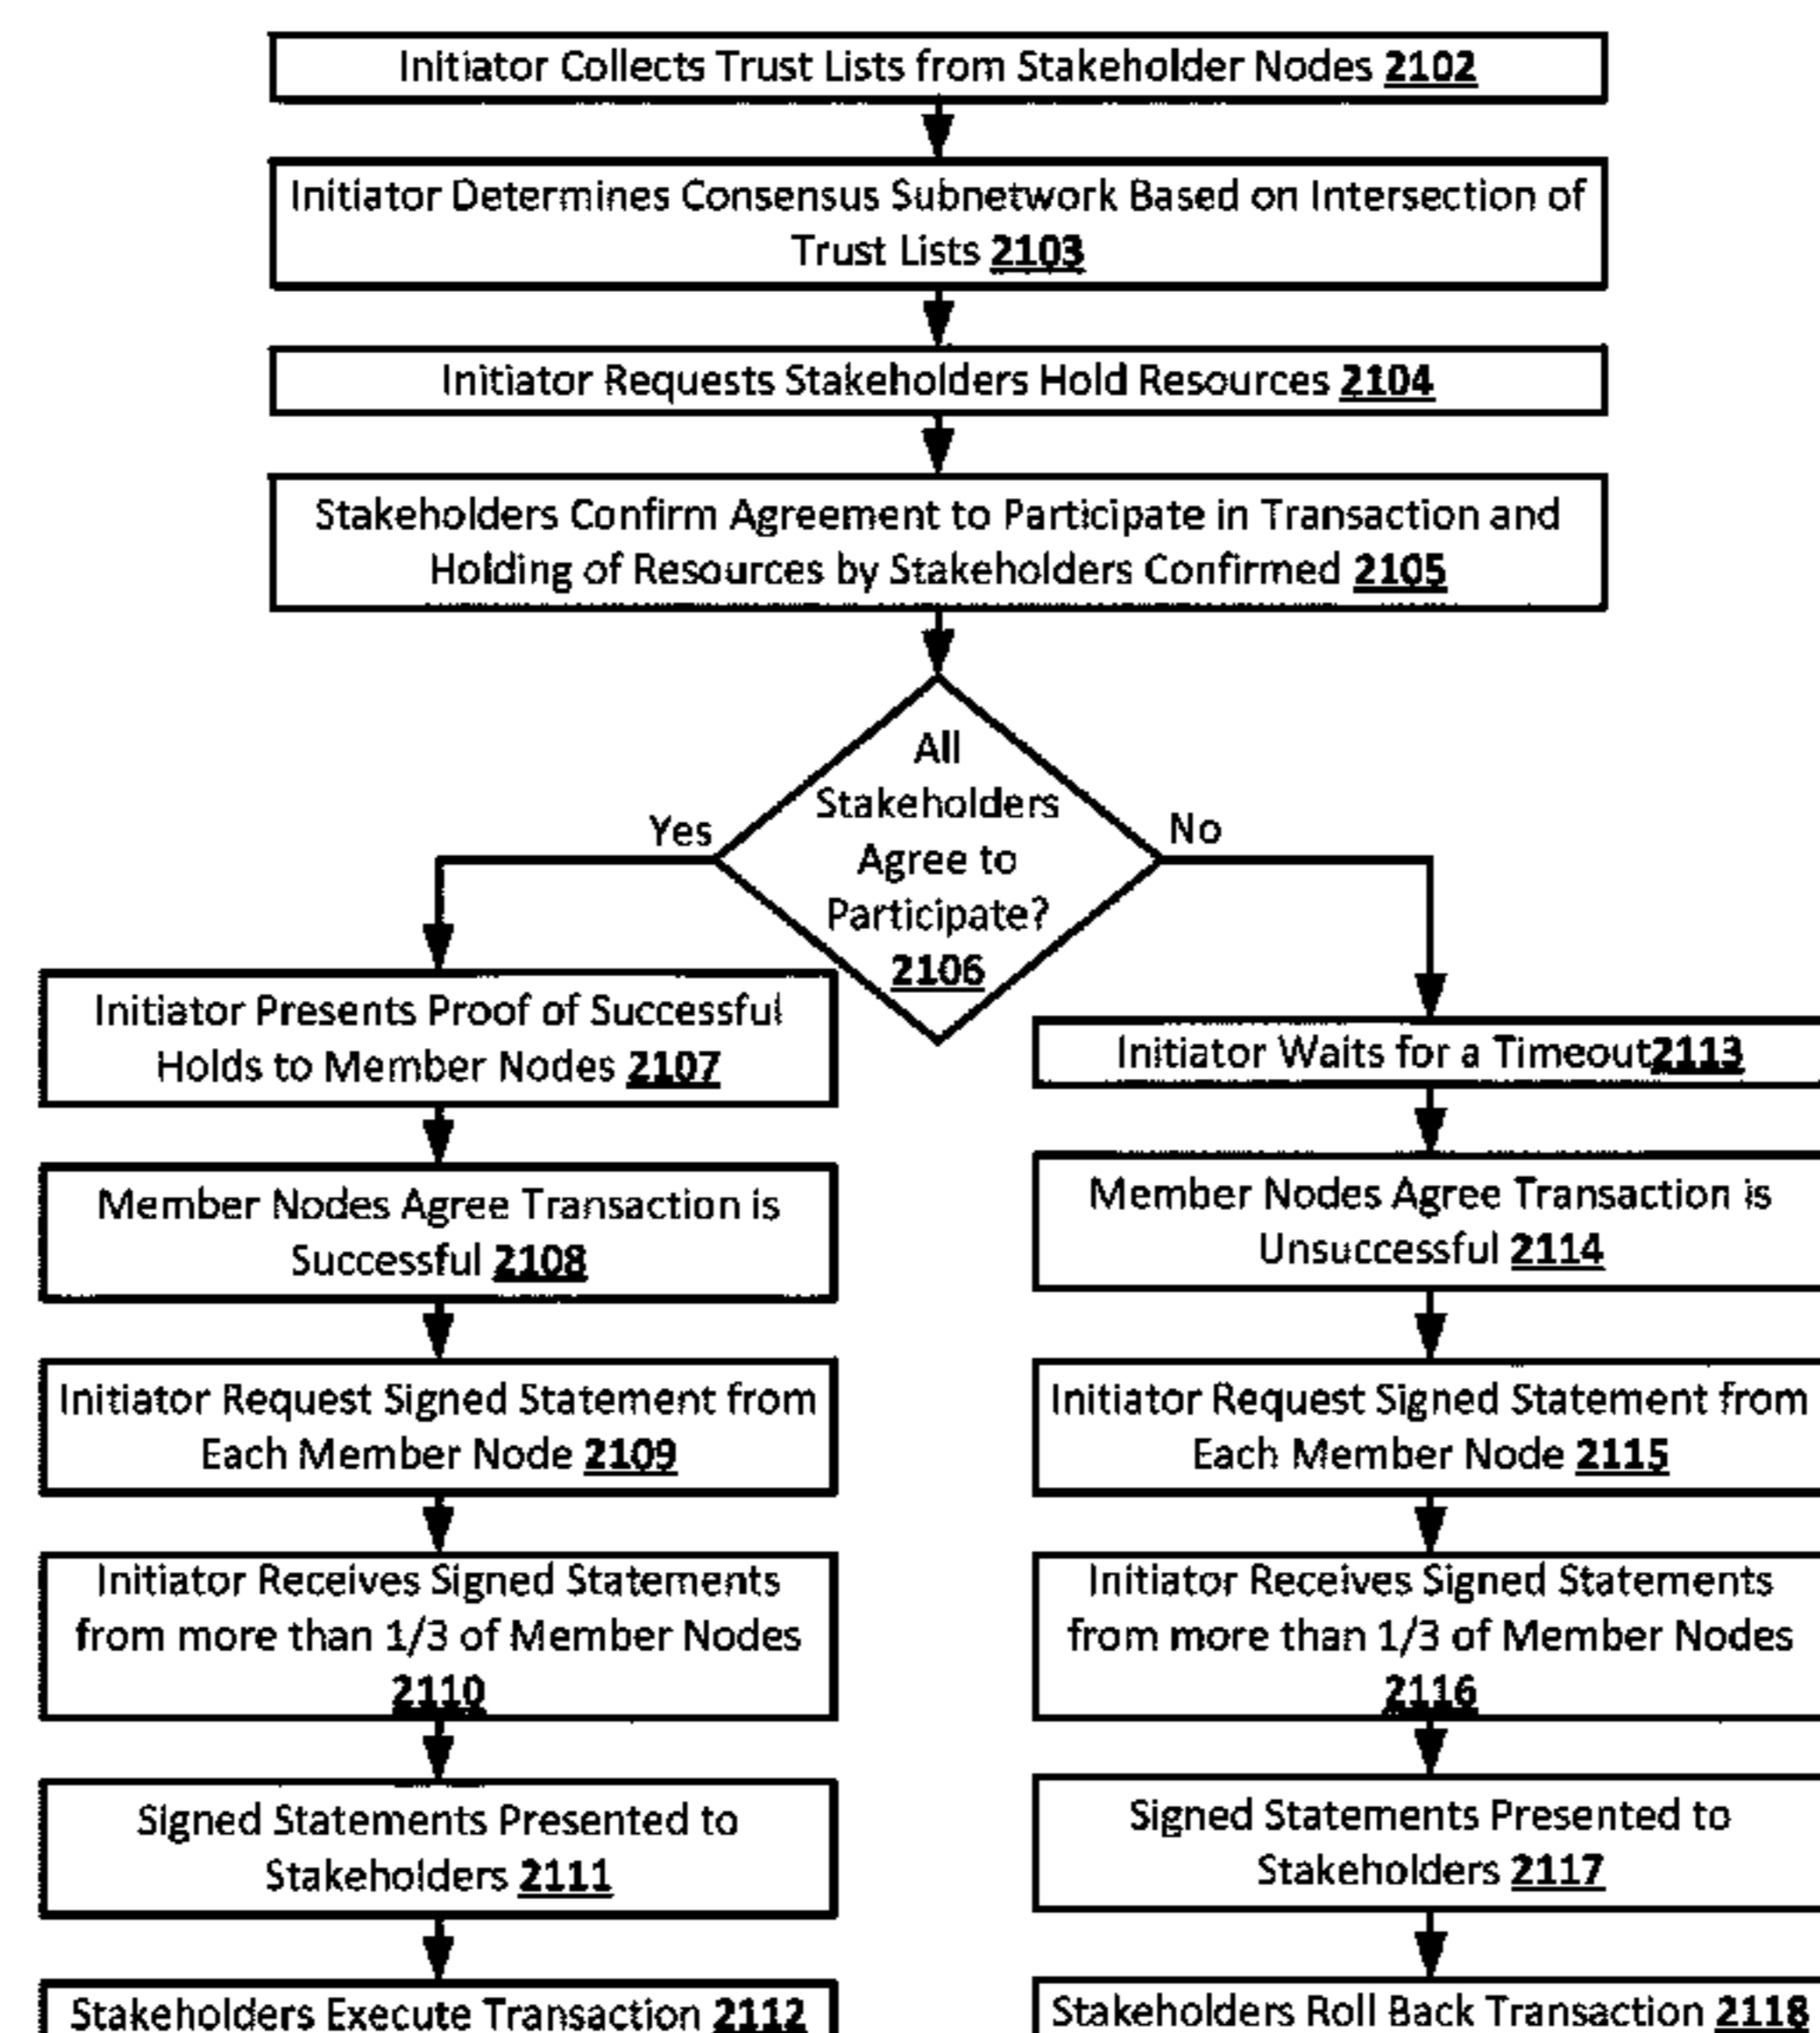 Initiator Collects Trust Lists from Stakeholder Nodes 2102
Initiator Determines Consensus Subnetwork Based on Intersection of
Trust Lists 2103
Initiator Requests Stakeholders Hold Resources 2104
Stakeholders Confirm Agreement to Participate in Transaction and
Holding of Resources by Stakeholders Confirmed 2105
All
Stakeholders
Agree to
Participate?
2106
Yes
No
Initiator Presents Proof of Successful
Holds to Member Nodes 2107
Member Nodes Agree Transaction is
Successful 2108
Initiator Request Signed Statement from
Each Member Node 2109
Initiator Receives Signed Statements
from more than 1/3 of Member Nodes
2110
Signed Statements Presented to
Stakeholders 2111
Stakeholders Execute Transaction 2112
Initiator Waits for a Timeout2113
Member Nodes Agree Transaction is
Unsuccessful 2114
Initiator Request Signed Statement from
Each Member Node 2115
Initiator Receives Signed Statements
from more than 1/3 of Member Nodes
2116
Signed Statements Presented to
Stakeholders 2117
Stakeholders Roll Back Transaction 2118